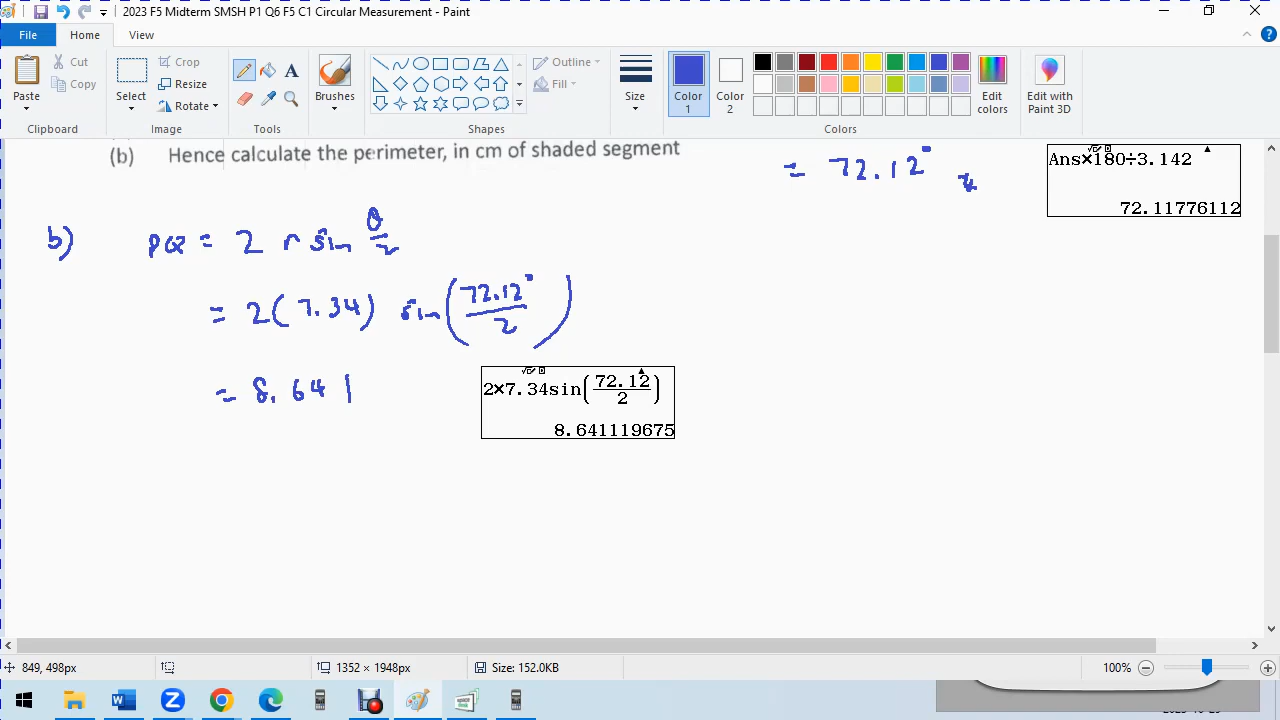 2023 F5 Midterm SMSH P1 Q6 F5 C1 Circular Measurement - Paint
File Home View
Paste Cut Copy Clipboard
Select Crop Resize Rotate Image
Tools
Brushes
Outline Fill Shapes
Size
Color 1 Color 2 Edit colors Colors
Edit with Paint 3D
(b) Hence calculate the perimeter, in cm of shaded segment
= 72.12°
Ans×180÷3.142
72.11776112
b) PQ = 2 r sin θ/2
= 2(7.34) sin(72.12°/2)
= 8.641
2×7.34sin(72.12/2)
8.641119675
849, 498px 1352 × 1948px Size: 152.0KB 100%